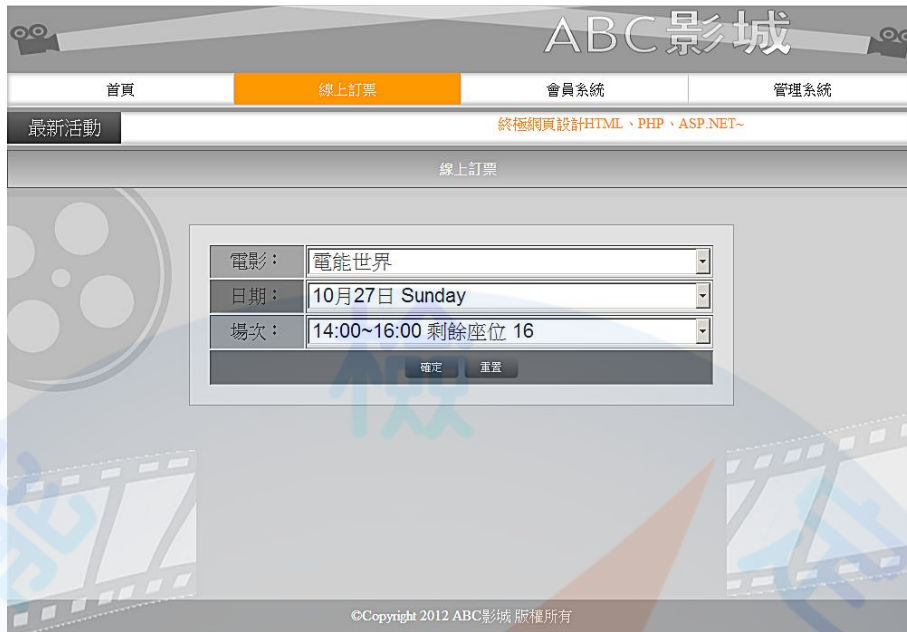 ABC影城
首頁 線上訂票 會員系統 管理系統
最新活動 終極網頁設計HTML、PHP、ASP.NET~
線上訂票
電影： 電能世界
日期： 10月27日 Sunday
場次： 14:00~16:00 剩餘座位 16
確定 重置
檢
©Copyright 2012 ABC影城 版權所有